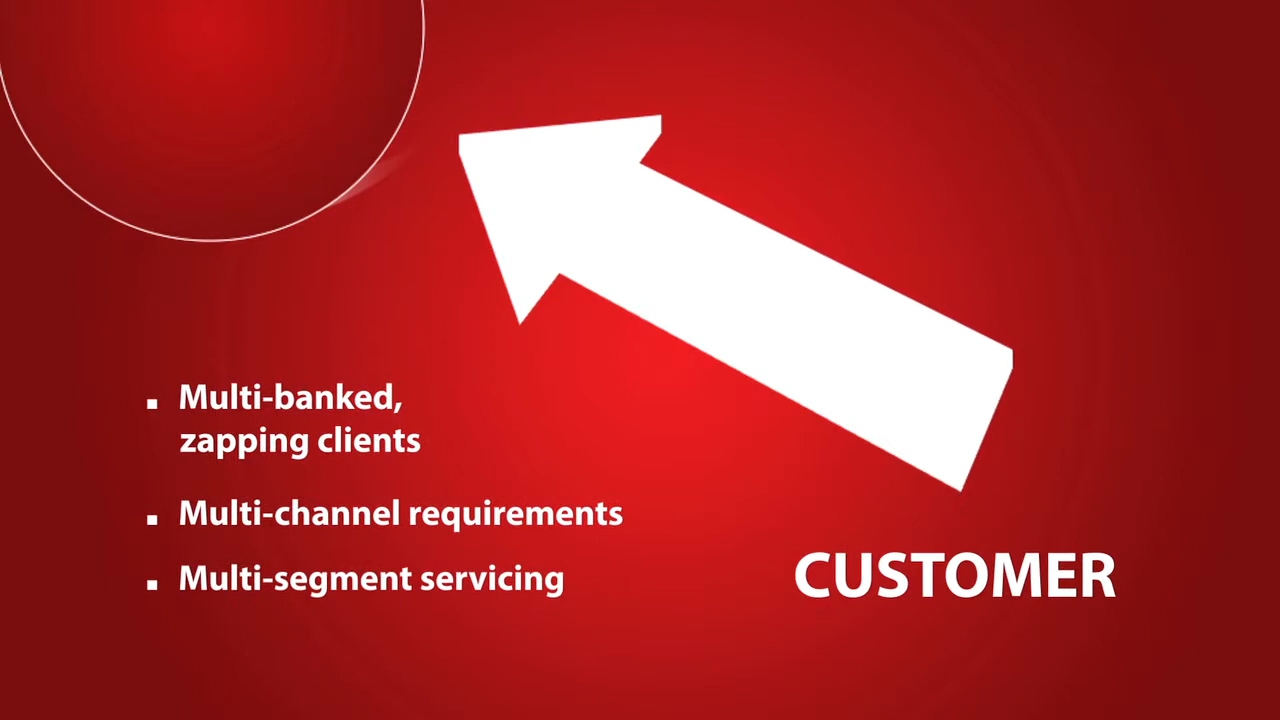 Multi-banked,
zapping clients
Multi-channel requirements
Multi-segment servicing
CUSTOMER